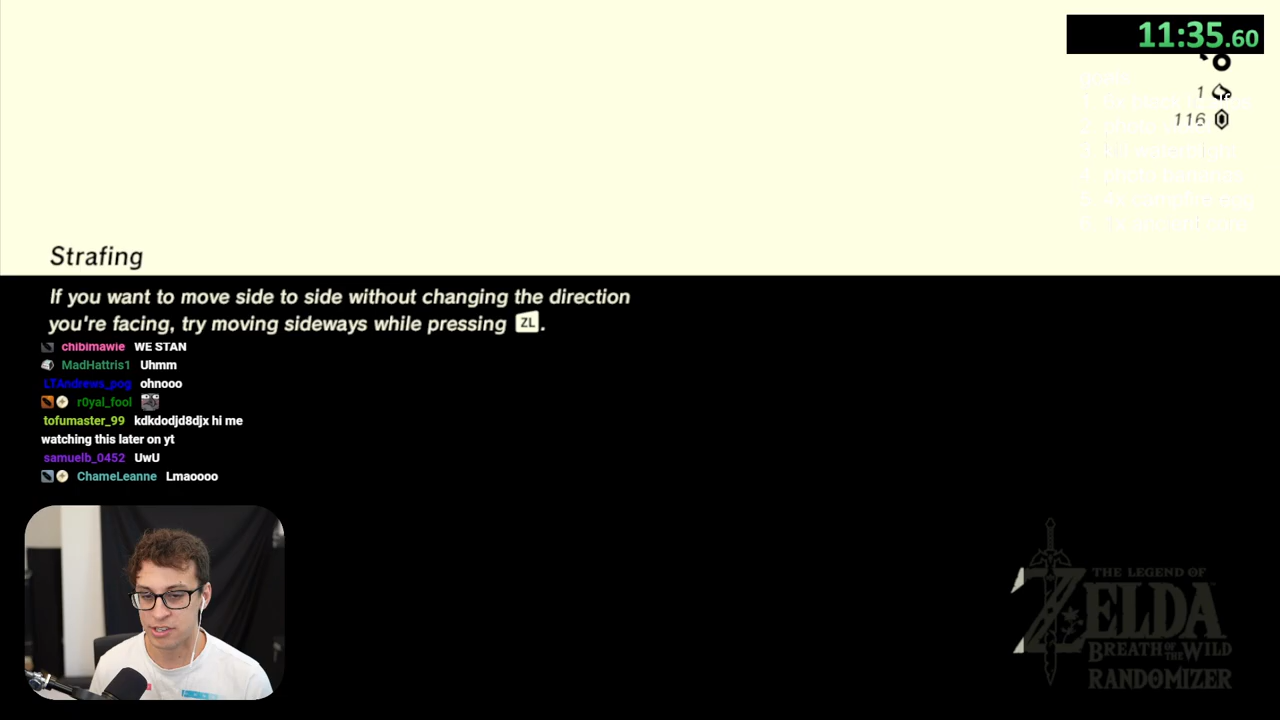 11:35.60
1
116
Strafing
If you want to move side to side without changing the direction
you're facing, try moving sideways while pressing ZL.
chibimawie WE STAN
MadHattris1 Uhmm
LTAndrews_pog ohnooo
r0yal_fool
tofumaster_99 kdkdodjd8djx hi me
watching this later on yt
samuelb_0452 UwU
ChameLeanne Lmaoooo
THE LEGEND OF
ZELDA
BREATH OF THE WILD
RANDOMIZER